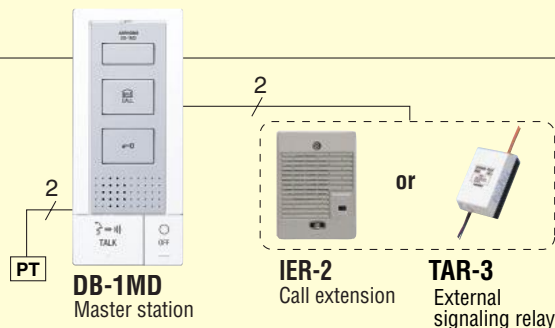 2
CALL
or
2
TALK
OFF
PT
DB-1MD
Master station
IER-2
Call extension
TAR-3
External
signaling relay